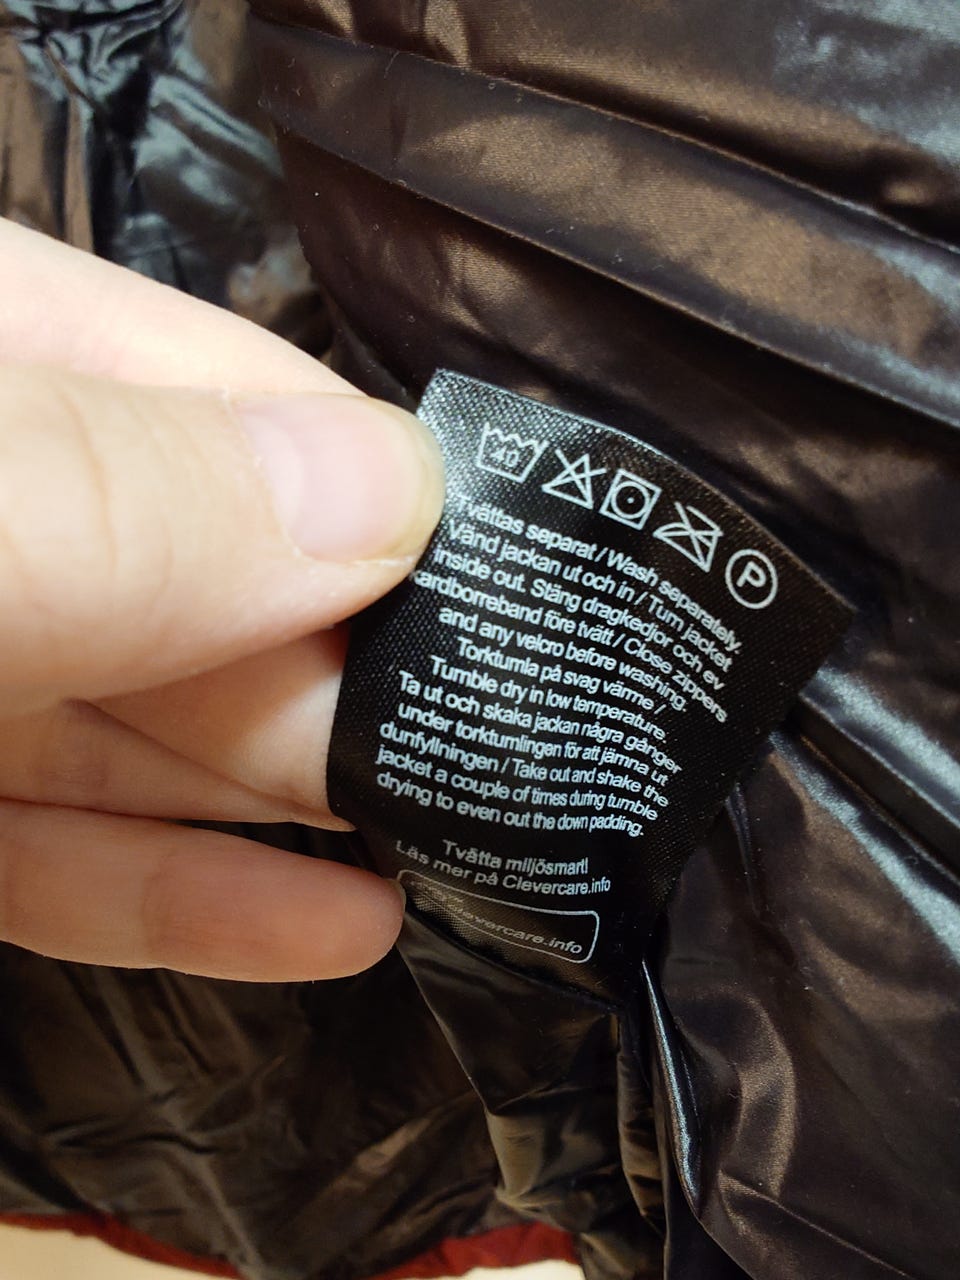 40
P
Tvättas separat / Wash separately.
Vänd jackan ut och in / Turn jacket
inside out. Stäng dragkedjor och ev
kardborreband före tvätt / Close zippers
and any velcro before washing.
Torktumla på svag värme /
Tumble dry in low temperature.
Ta ut och skaka jackan några gånger
under torktumlingen för att jämna ut
dunfyllningen / Take out and shake the
jacket a couple of times during tumble
drying to even out the down padding.
Tvätta miljösmart!
Läs mer på Clevercare.info
clevercare.info